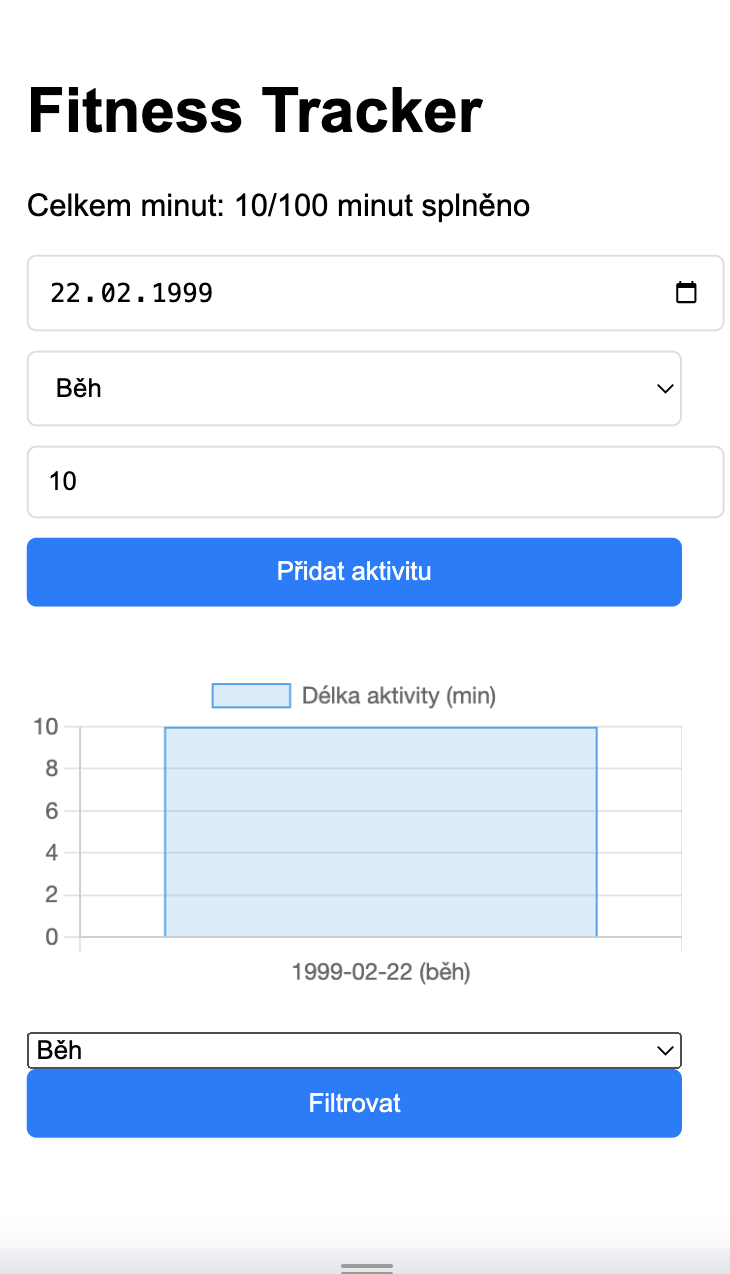 Fitness Tracker
Celkem minut: 10/100 minut splněno
22.02.1999
Běh
10
Přidat aktivitu
Délka aktivity (min)
10
8
6
4
2
0
1999-02-22 (běh)
Běh
Filtrovat